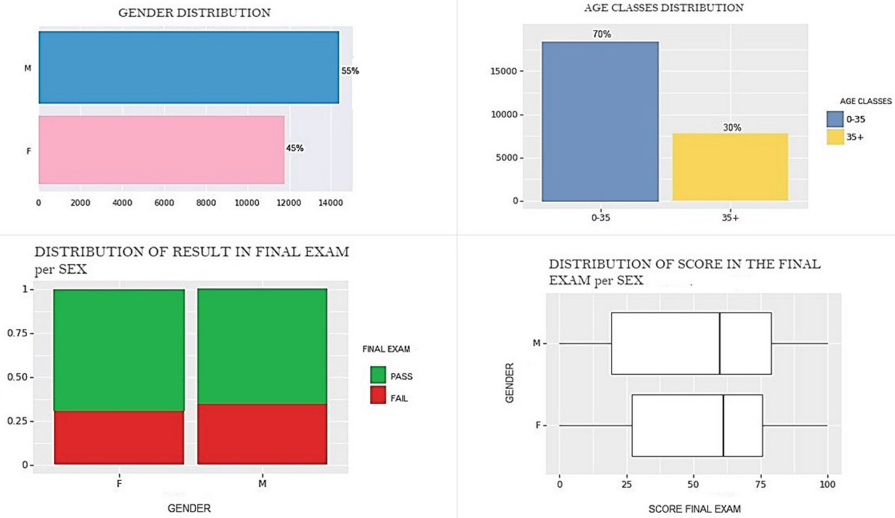 GENDER DISTRIBUTION
M
55%
F
45%
0 2000 4000 6000 8000 10000 12000 14000
AGE CLASSES DISTRIBUTION
70%
15000
10000
30%
5000
0
0-35 35+
AGE CLASSES
0-35
35+
DISTRIBUTION OF RESULT IN FINAL EXAM
per SEX
1
0.75
0.50
0.25
0
F M
GENDER
FINAL EXAM
PASS
FAIL
DISTRIBUTION OF SCORE IN THE FINAL
EXAM per SEX
M
GENDER
F
0 25 50 75 100
SCORE FINAL EXAM